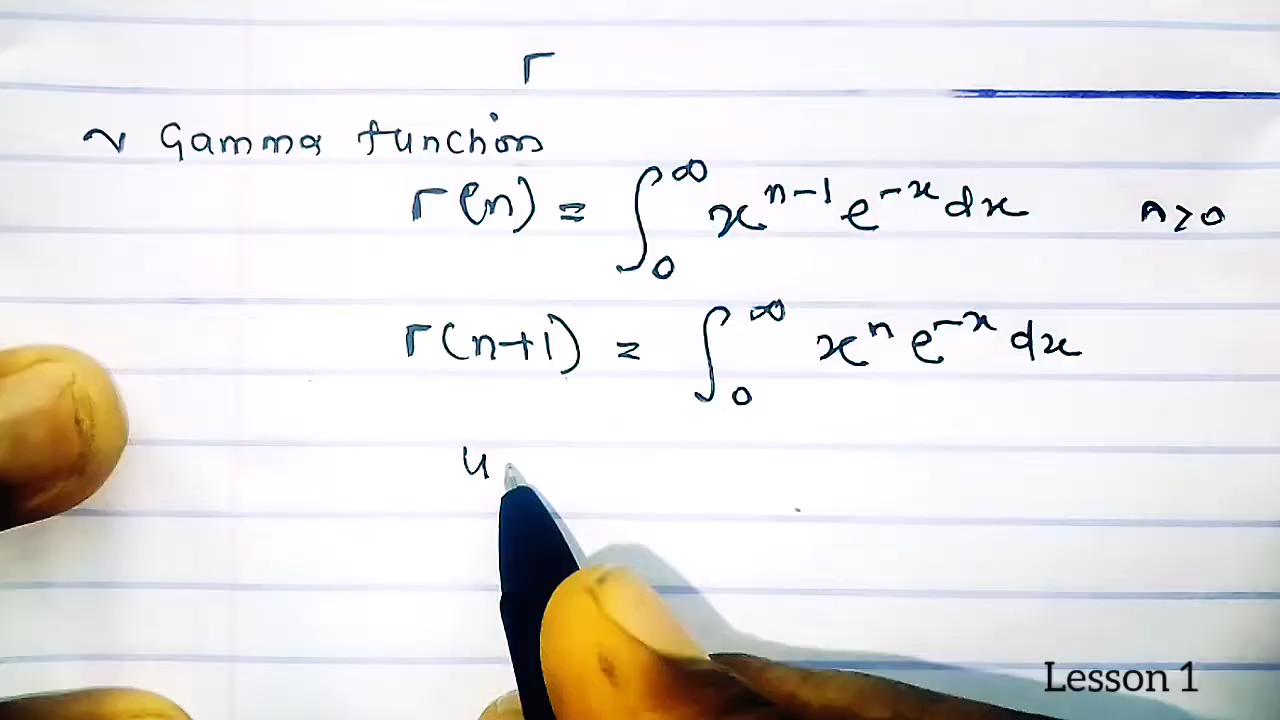 Γ
~ Gamma function
Γ(n) = ∫₀^∞ x^{n-1} e^{-x} dx n>0
Γ(n+1) = ∫₀^∞ x^n e^{-x} dx
u
Lesson 1